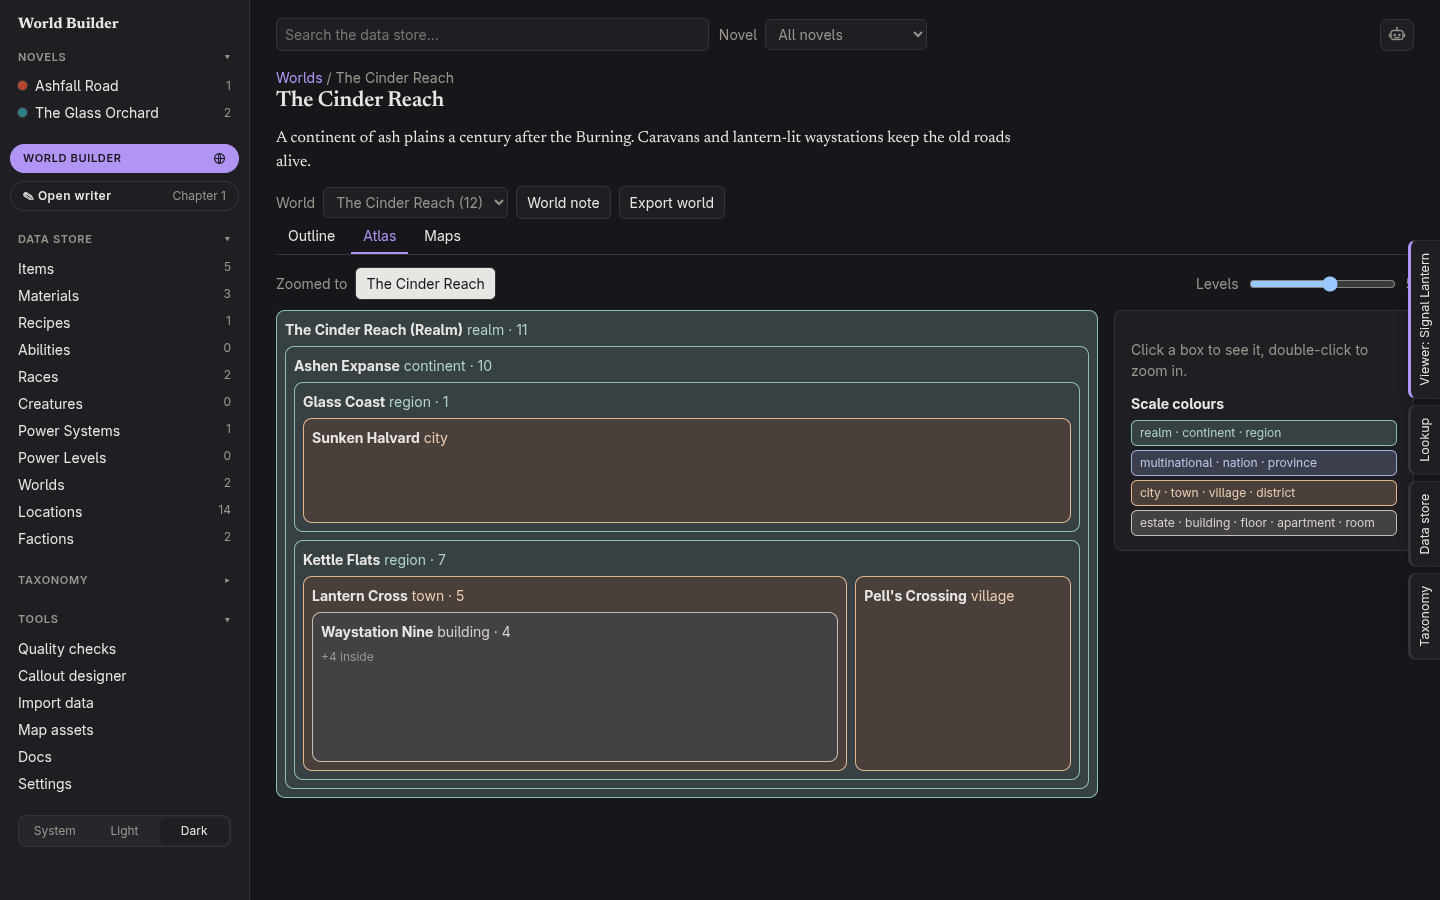 World Builder
NOVELS
Ashfall Road 1
The Glass Orchard 2
WORLD BUILDER
Open writer Chapter 1
DATA STORE
Items 5
Materials 3
Recipes 1
Abilities 0
Races 2
Creatures 0
Power Systems 1
Power Levels 0
Worlds 2
Locations 14
Factions 2
TAXONOMY
TOOLS
Quality checks
Callout designer
Import data
Map assets
Docs
Settings
System Light Dark
Search the data store... Novel All novels
Worlds / The Cinder Reach
The Cinder Reach
A continent of ash plains a century after the Burning. Caravans and lantern-lit waystations keep the old roads
alive.
World The Cinder Reach (12) World note Export world
Outline Atlas Maps
Zoomed to The Cinder Reach Levels
The Cinder Reach (Realm) realm · 11
Ashen Expanse continent · 10
Glass Coast region · 1
Sunken Halvard city
Kettle Flats region · 7
Lantern Cross town · 5
Waystation Nine building · 4
+4 inside
Pell's Crossing village
Click a box to see it, double-click to
zoom in.
Scale colours
realm · continent · region
multinational · nation · province
city · town · village · district
estate · building · floor · apartment · room
Viewer: Signal Lantern
Lookup
Data store
Taxonomy